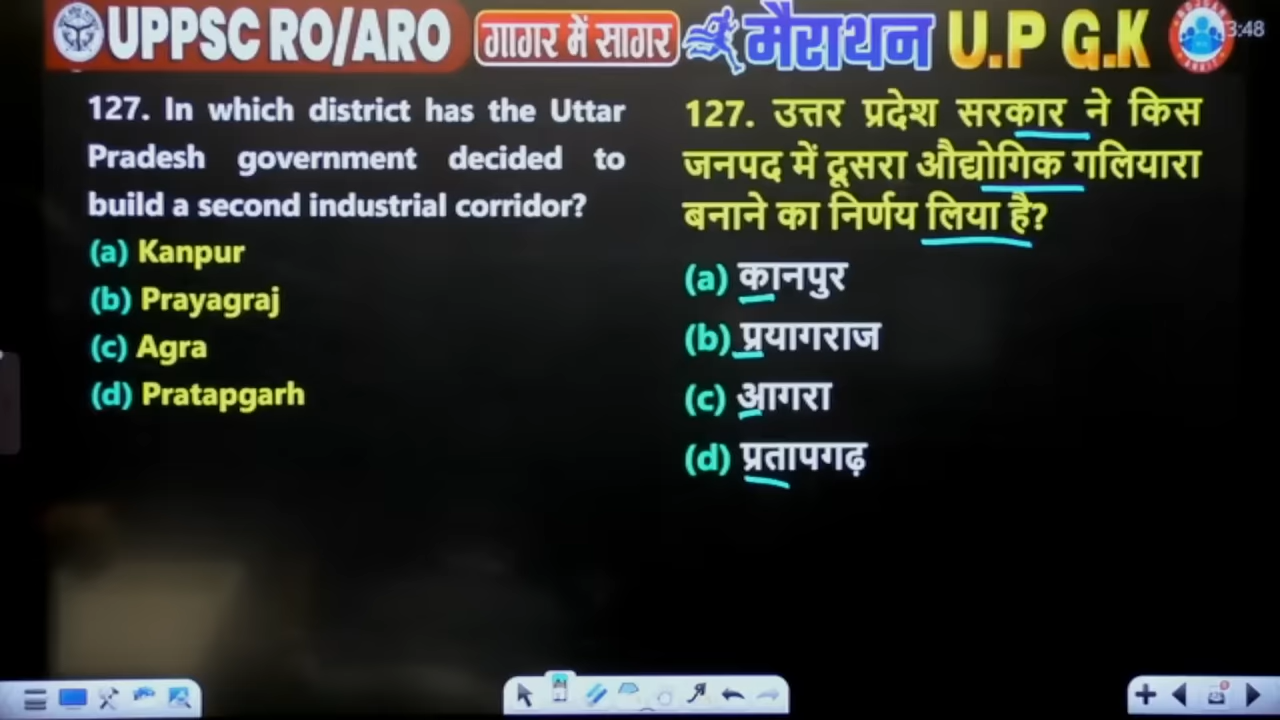 UPPSC RO/ARO गागर में सागर मैराथन U.P G.K
3:48
127. In which district has the Uttar
Pradesh government decided to
build a second industrial corridor?
(a) Kanpur
(b) Prayagraj
(c) Agra
(d) Pratapgarh
127. उत्तर प्रदेश सरकार ने किस
जनपद में दूसरा औद्योगिक गलियारा
बनाने का निर्णय लिया है?
(a) कानपुर
(b) प्रयागराज
(c) आगरा
(d) प्रतापगढ़